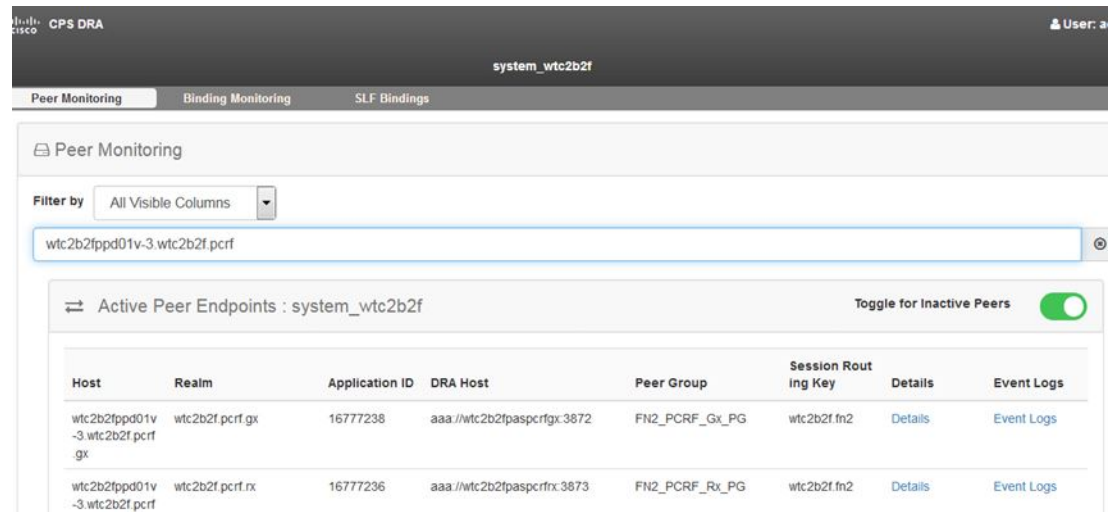 CISCO CPS DRA User:
system_wtc2b2f
Peer Monitoring Binding Monitoring SLF Bindings
Peer Monitoring
Filter by All Visible Columns
wtc2b2fppd01v-3.wtc2b2f.pcrf
Active Peer Endpoints : system_wtc2b2f Toggle for Inactive Peers
Session Rout
Host Realm Application ID DRA Host Peer Group ing Key Details Event Logs
wtc2b2fppd01v wtc2b2f.pcrf.gx 16777238 aaa://wtc2b2fpaspcrfgx:3872 FN2_PCRF_Gx_PG wtc2b2f.fn2 Details Event Logs
-3.wtc2b2f.pcrf
.gx
wtc2b2fppd01v wtc2b2f.pcrf.rx 16777236 aaa://wtc2b2fpaspcrfrx:3873 FN2_PCRF_Rx_PG wtc2b2f.fn2 Details Event Logs
-3.wtc2b2f.pcrf